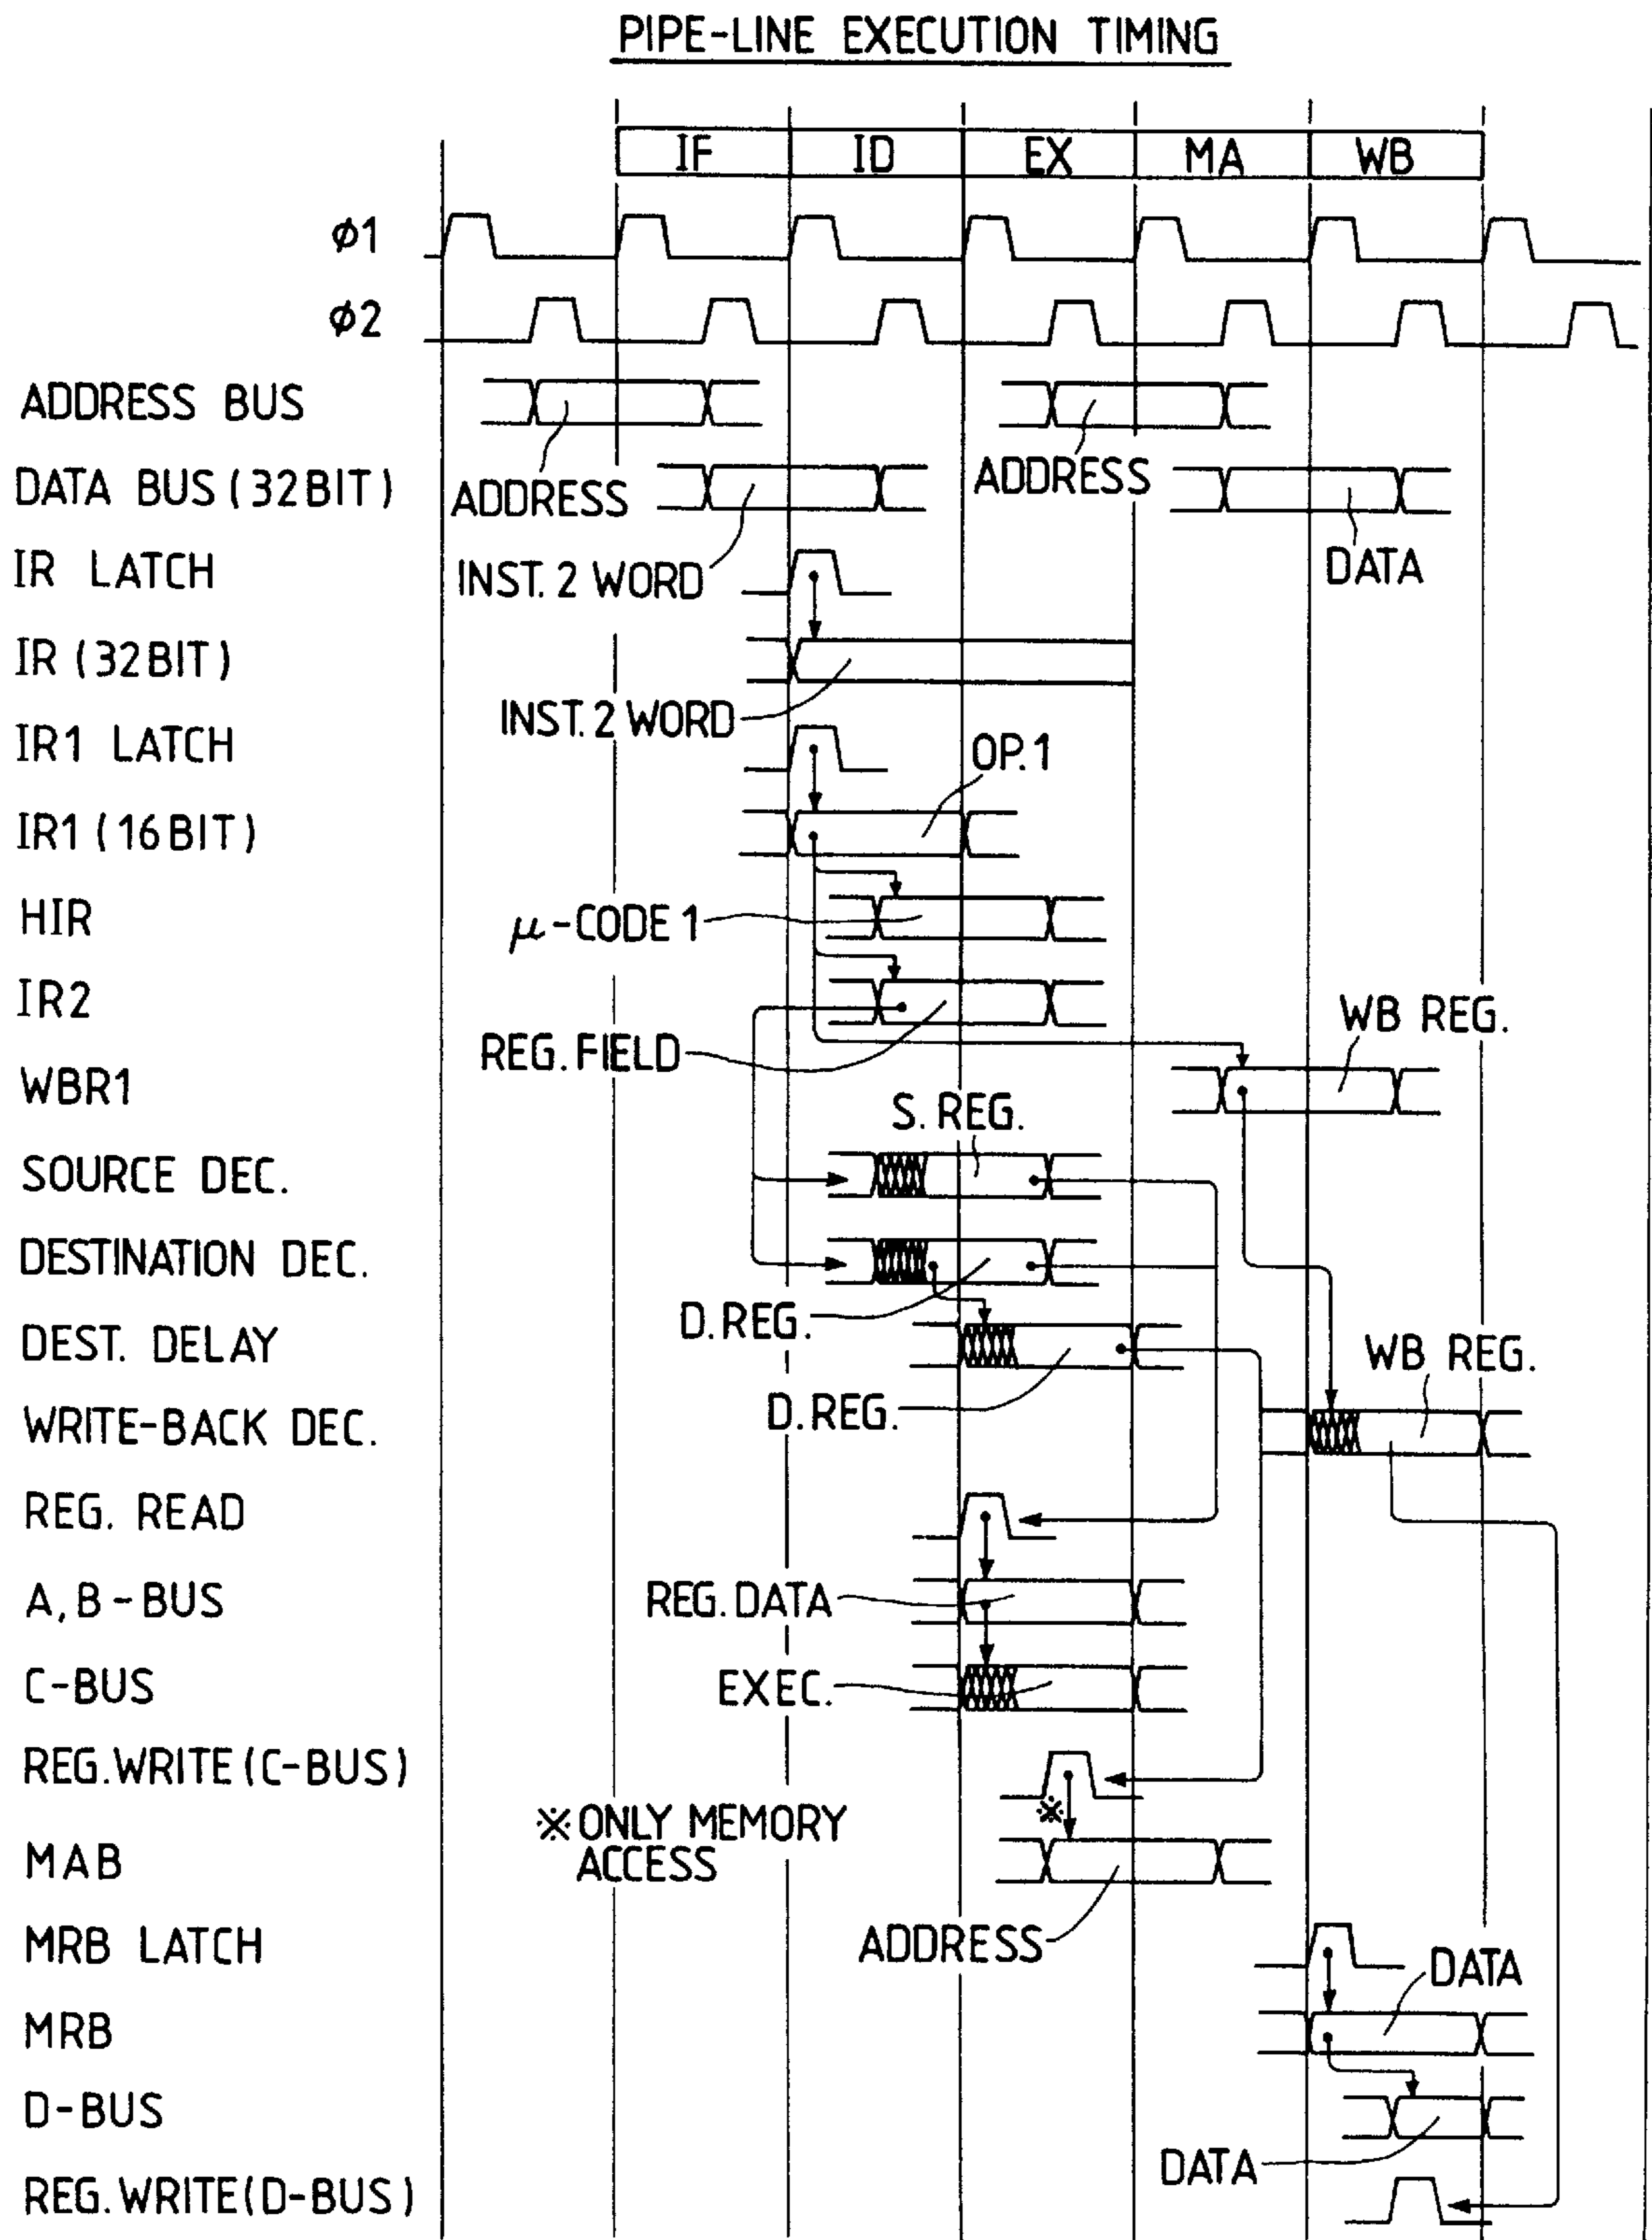 PIPE-LINE EXECUTION TIMING
IF ID EX MA WB
φ1
φ2
ADDRESS BUS
ADDRESS
ADDRESS
DATA BUS (32BIT)
INST. 2 WORD
DATA
IR LATCH
IR (32BIT)
INST. 2 WORD
IR1 LATCH
OP.1
IR1 (16BIT)
HIR
μ-CODE 1
IR2
REG. FIELD
WB REG.
WBR1
S. REG.
SOURCE DEC.
DESTINATION DEC.
D.REG.
DEST. DELAY
D.REG.
WB REG.
WRITE-BACK DEC.
REG. READ
A, B-BUS
REG. DATA
C-BUS
EXEC.
REG.WRITE (C-BUS)
※
※ONLY MEMORY
ACCESS
MAB
ADDRESS
MRB LATCH
DATA
MRB
D-BUS
DATA
REG.WRITE(D-BUS)